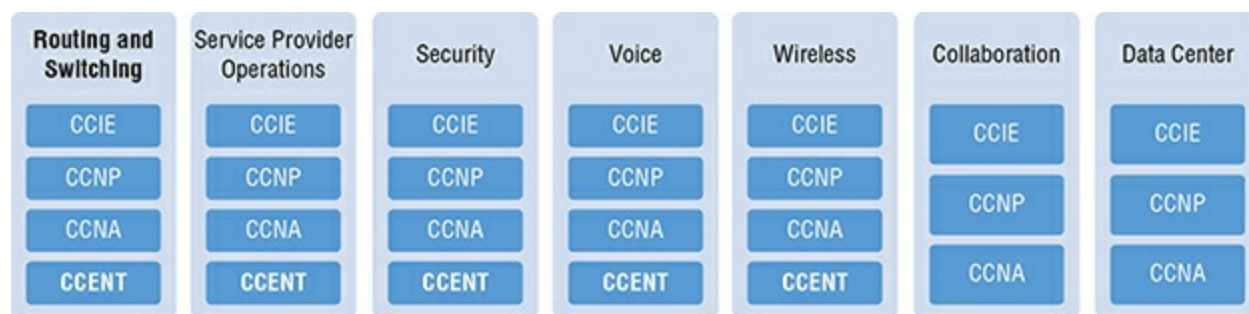 Routing and
Switching
CCIE
CCNP
CCNA
CCENT
Service Provider
Operations
CCIE
CCNP
CCNA
CCENT
Security
CCIE
CCNP
CCNA
CCENT
Voice
CCIE
CCNP
CCNA
CCENT
Wireless
CCIE
CCNP
CCNA
CCENT
Collaboration
CCIE
CCNP
CCNA
Data Center
CCIE
CCNP
CCNA